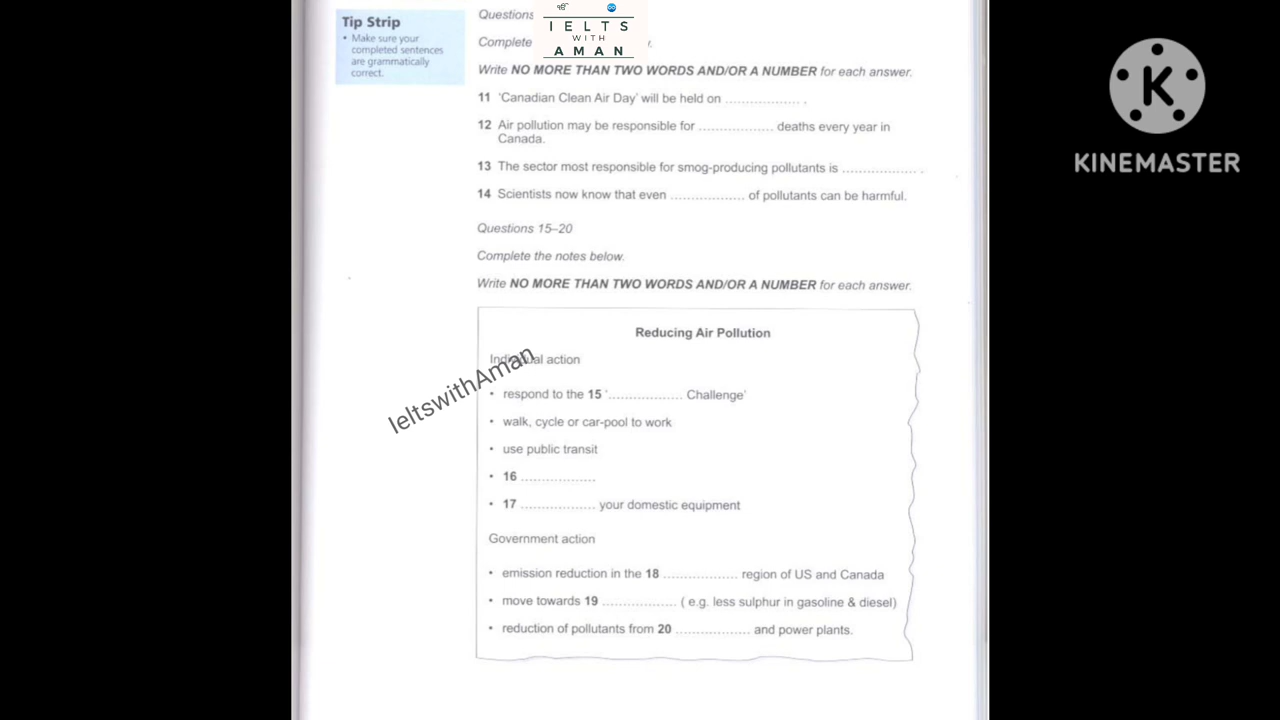 Tip Strip
• Make sure your
completed sentences
are grammatically
correct.
Questions
Complete
IELTS
WITH
AMAN
Write NO MORE THAN TWO WORDS AND/OR A NUMBER for each answer.
11 'Canadian Clean Air Day' will be held on .................. .
12 Air pollution may be responsible for .................. deaths every year in
Canada.
13 The sector most responsible for smog-producing pollutants is .................. .
14 Scientists now know that even .................. of pollutants can be harmful.
Questions 15–20
Complete the notes below.
Write NO MORE THAN TWO WORDS AND/OR A NUMBER for each answer.
Reducing Air Pollution
Individual action
• respond to the 15 '.................. Challenge'
• walk, cycle or car-pool to work
• use public transit
• 16 ..................
• 17 .................. your domestic equipment
Government action
• emission reduction in the 18 .................. region of US and Canada
• move towards 19 .................. ( e.g. less sulphur in gasoline & diesel)
• reduction of pollutants from 20 .................. and power plants.
IeltswithAman
K
KINEMASTER